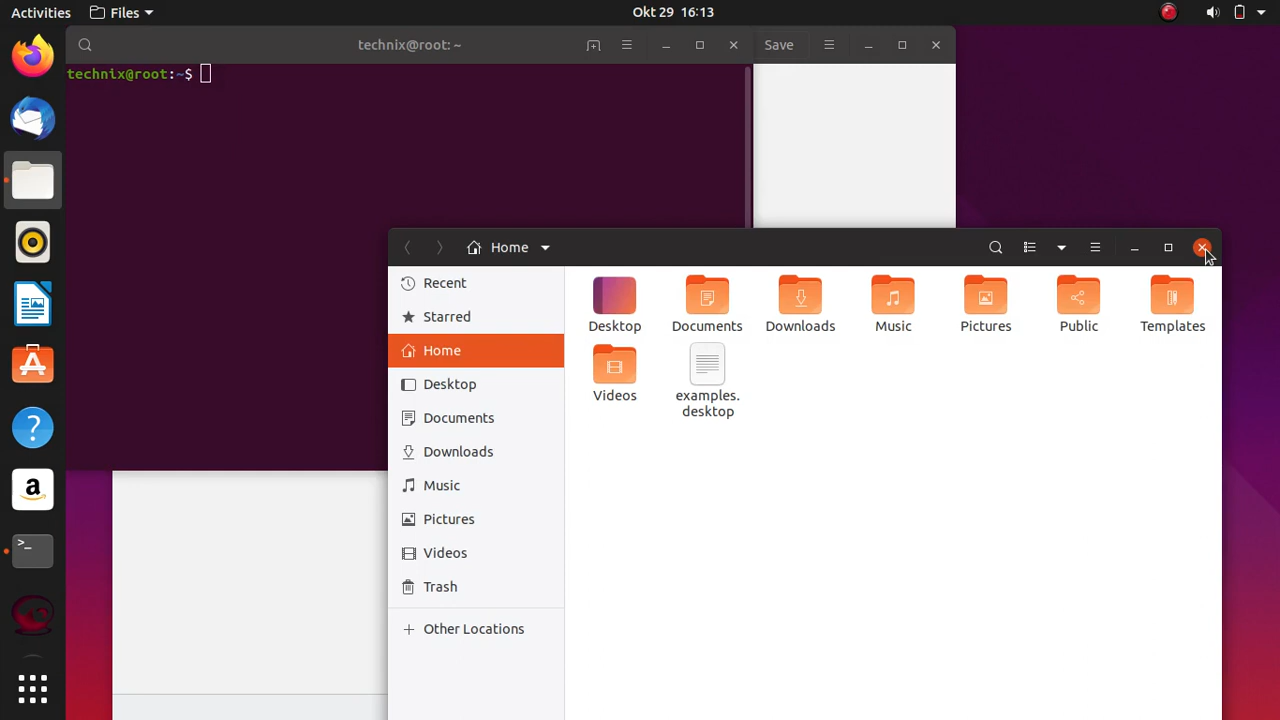 Activities Files Okt 29 16:13
technix@root: ~ Save
technix@root:~$
Home
Recent
Starred
Home
Desktop
Documents
Downloads
Music
Pictures
Videos
Trash
Other Locations
Desktop Documents Downloads Music Pictures Public Templates
Videos examples.
desktop